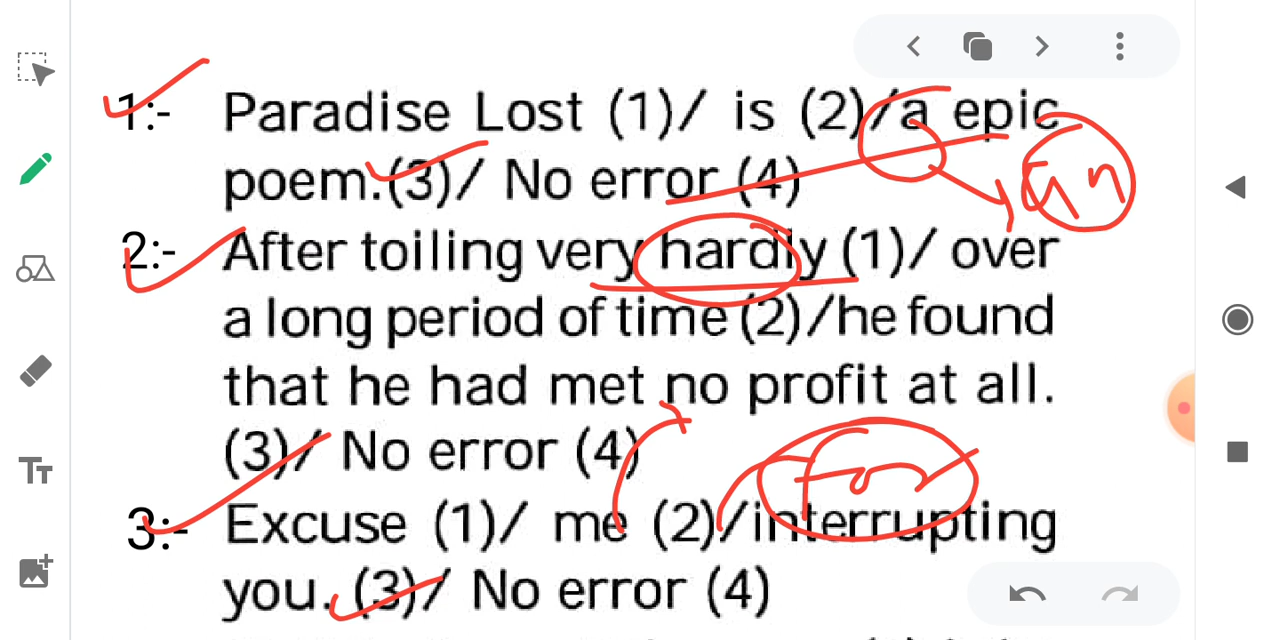 1:- Paradise Lost (1)/ is (2)/a epic
poem.(3)/ No error (4)
an
2:- After toiling very hardly (1)/ over
a long period of time (2)/he found
that he had met no profit at all.
(3)/ No error (4)
for
3:- Excuse (1)/ me (2)/interrupting
you. (3)/ No error (4)
TT